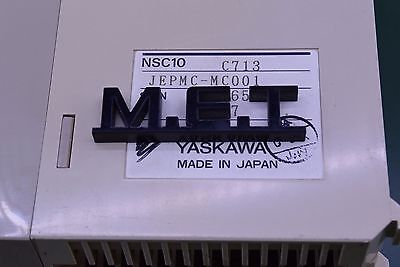 NSC10 C713
JEPMC-MC001
M.E.T
YASKAWA
MADE IN JAPAN